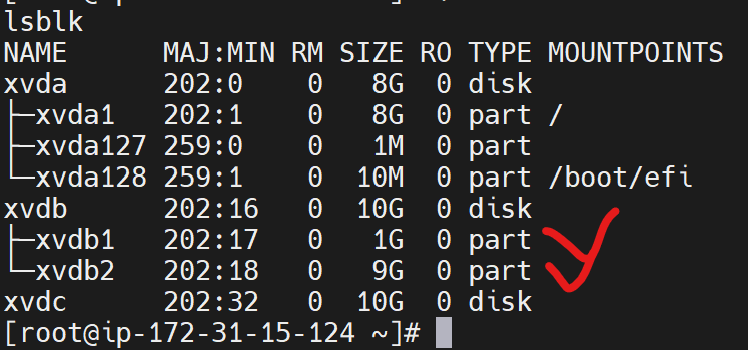 lsblk
NAME MAJ:MIN RM SIZE RO TYPE MOUNTPOINTS
xvda 202:0 0 8G 0 disk
├─xvda1 202:1 0 8G 0 part /
├─xvda127 259:0 0 1M 0 part
└─xvda128 259:1 0 10M 0 part /boot/efi
xvdb 202:16 0 10G 0 disk
├─xvdb1 202:17 0 1G 0 part
└─xvdb2 202:18 0 9G 0 part
xvdc 202:32 0 10G 0 disk
[root@ip-172-31-15-124 ~]#